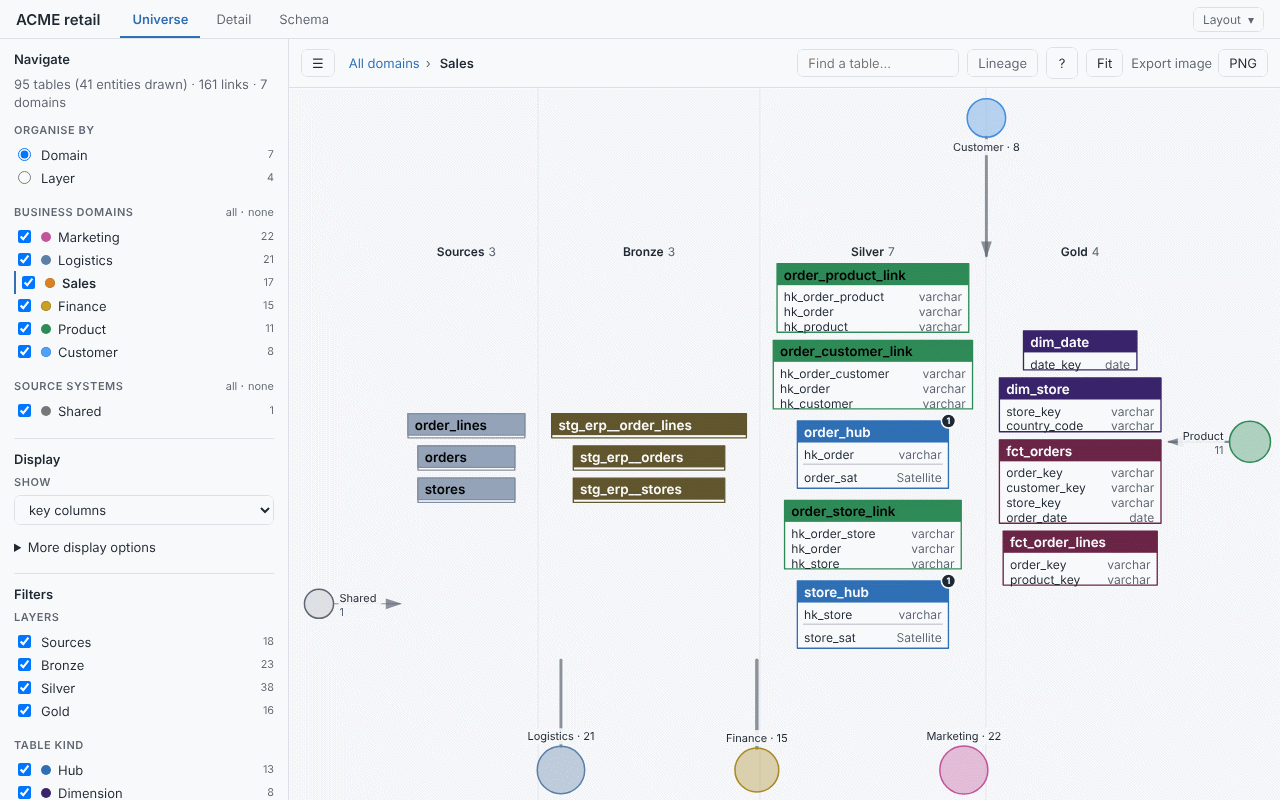 ACME retail
Universe
Detail
Schema
Layout ▾
Navigate
95 tables (41 entities drawn) · 161 links · 7
domains
ORGANISE BY
Domain 7
Layer 4
BUSINESS DOMAINS all · none
Marketing 22
Logistics 21
Sales 17
Finance 15
Product 11
Customer 8
SOURCE SYSTEMS all · none
Shared 1
Display
SHOW
key columns
More display options
Filters
LAYERS
Sources 18
Bronze 23
Silver 38
Gold 16
TABLE KIND
Hub 13
Dimension 8
☰
All domains › Sales
Find a table...
Lineage
?
Fit
Export image
PNG
Customer · 8
Sources 3
Bronze 3
Silver 7
Gold 4
order_lines
orders
stores
stg_erp__order_lines
stg_erp__orders
stg_erp__stores
order_product_link
hk_order_product varchar
hk_order varchar
hk_product varchar
order_customer_link
hk_order_customer varchar
hk_order varchar
hk_customer varchar
1
order_hub
hk_order varchar
order_sat Satellite
order_store_link
hk_order_store varchar
hk_order varchar
hk_store varchar
1
store_hub
hk_store varchar
store_sat Satellite
dim_date
date_key date
dim_store
store_key varchar
country_code varchar
fct_orders
order_key varchar
customer_key varchar
store_key varchar
order_date date
fct_order_lines
order_key varchar
product_key varchar
Product
11
Shared
1
Logistics · 21
Finance · 15
Marketing · 22